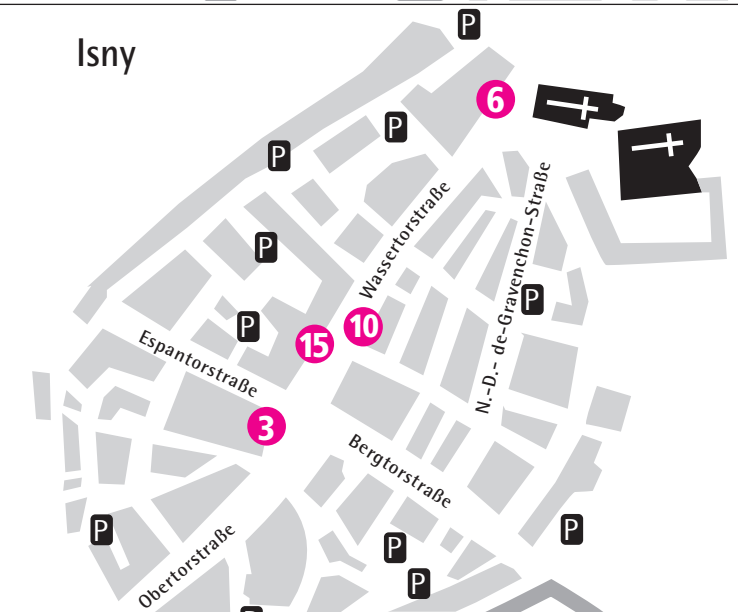 Isny
P
6
P
P
Wassertorstraße
N.-D.- de-Gravenchon-Straße
P
P
P
10
15
Espantorstraße
3
Bergtorstraße
P
P
Obertorstraße
P
P